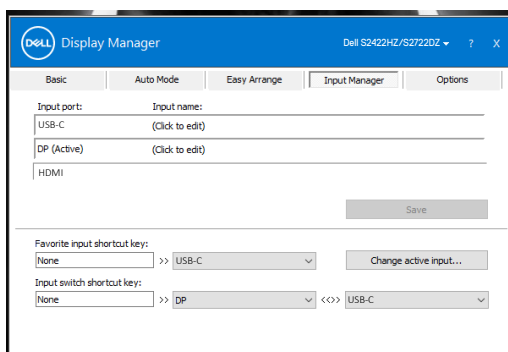 DELL Display Manager Dell S2422HZ/S2722DZ ? X
Basic Auto Mode Easy Arrange Input Manager Options
Input port: Input name:
USB-C (Click to edit)
DP (Active) (Click to edit)
HDMI
Save
Favorite input shortcut key:
None >> USB-C Change active input...
Input switch shortcut key:
None >> DP <<>> USB-C